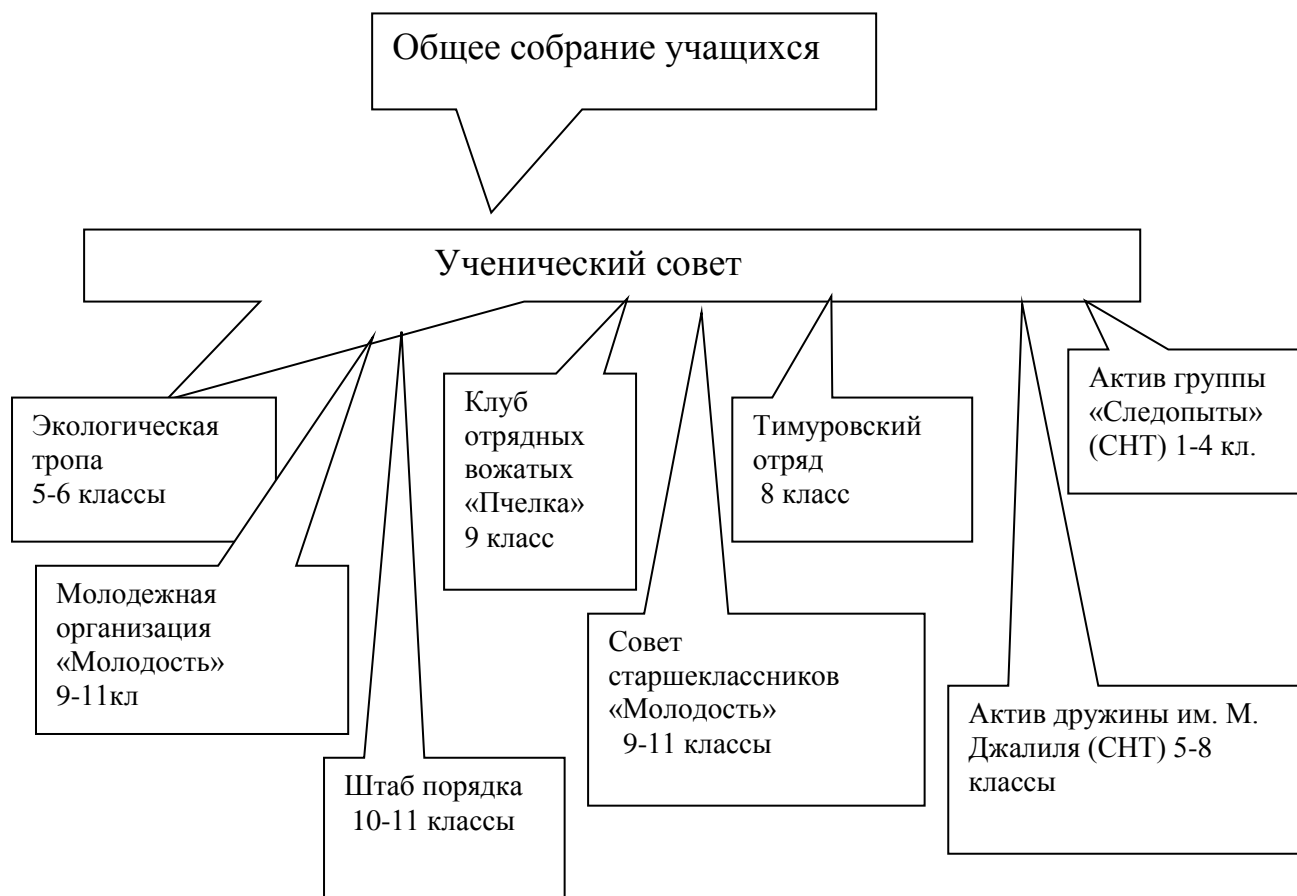 Общее собрание учащихся
Ученический совет
Экологическая
тропа
5-6 классы
Молодежная
организация
«Молодость»
9-11кл
Штаб порядка
10-11 классы
Клуб
отрядных
вожатых
«Пчелка»
9 класс
Совет
старшеклассников
«Молодость»
9-11 классы
Тимуровский
отряд
8 класс
Актив дружины им. М.
Джалиля (СНТ) 5-8
классы
Актив группы
«Следопыты»
(СНТ) 1-4 кл.